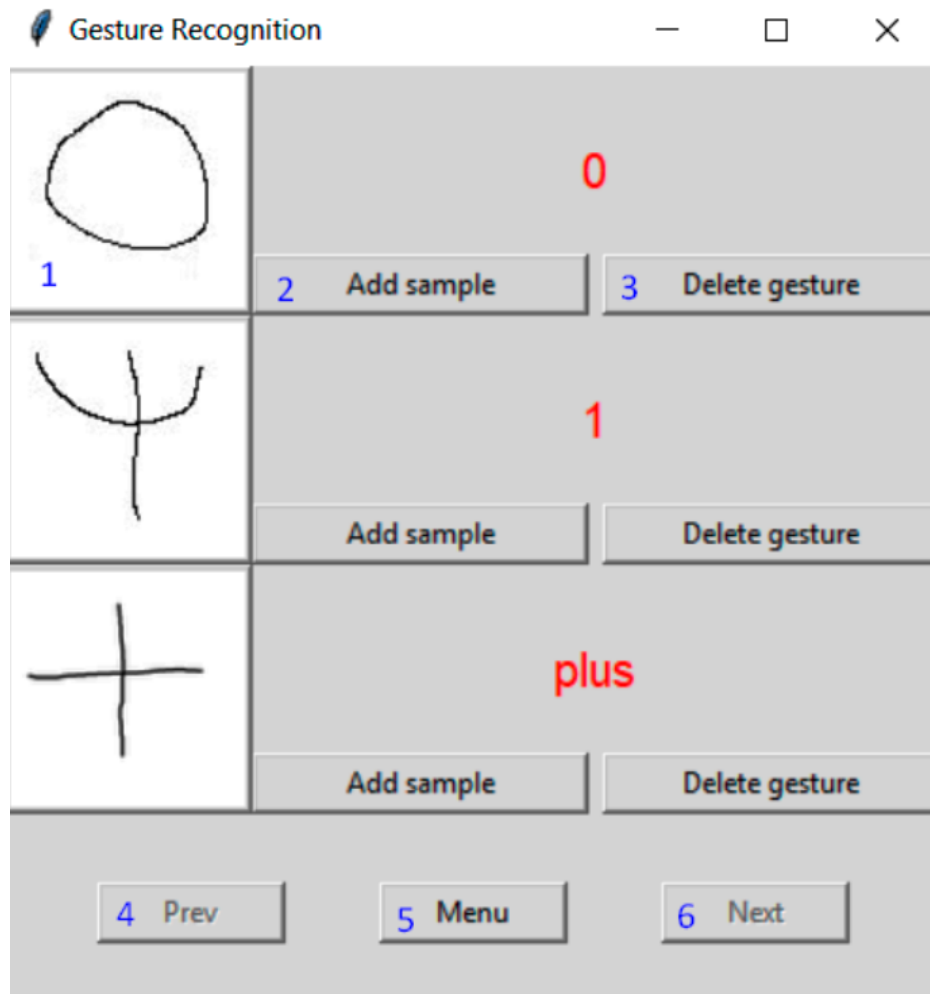 Gesture Recognition
0
1
2 Add sample
3 Delete gesture
1
Add sample
Delete gesture
plus
Add sample
Delete gesture
4 Prev
5 Menu
6 Next